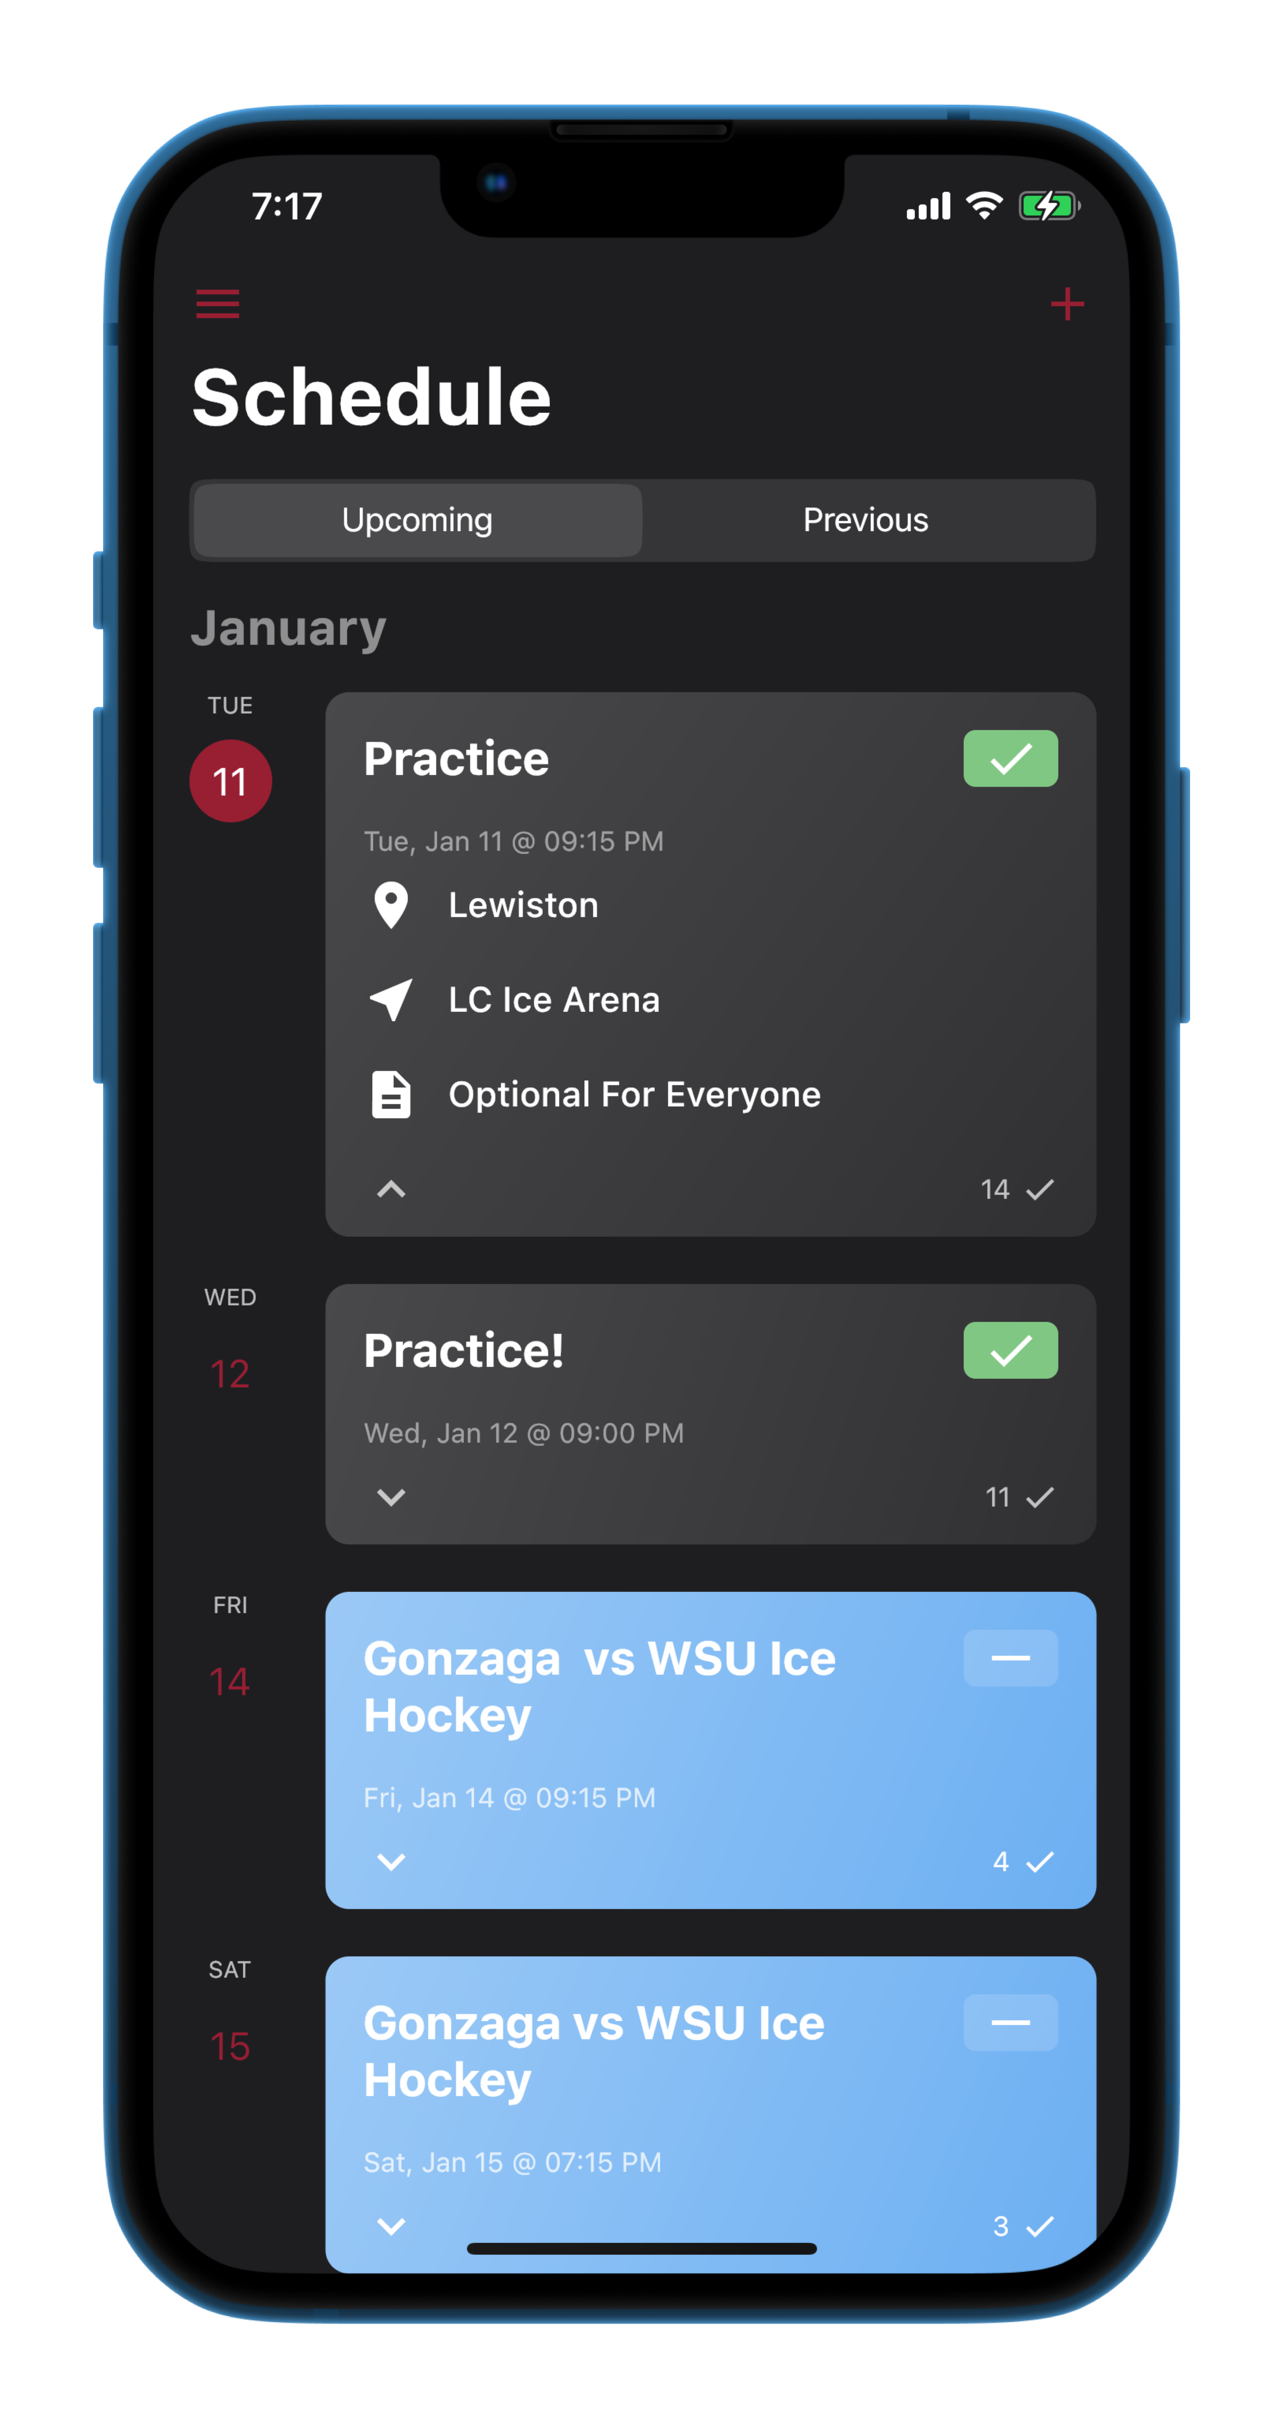 7:17
Schedule
Upcoming Previous
January
TUE
11
Practice
Tue, Jan 11 @ 09:15 PM
Lewiston
LC Ice Arena
Optional For Everyone
14
WED
12
Practice!
Wed, Jan 12 @ 09:00 PM
11
FRI
14
Gonzaga  vs WSU Ice
Hockey
Fri, Jan 14 @ 09:15 PM
4
SAT
15
Gonzaga vs WSU Ice
Hockey
Sat, Jan 15 @ 07:15 PM
3